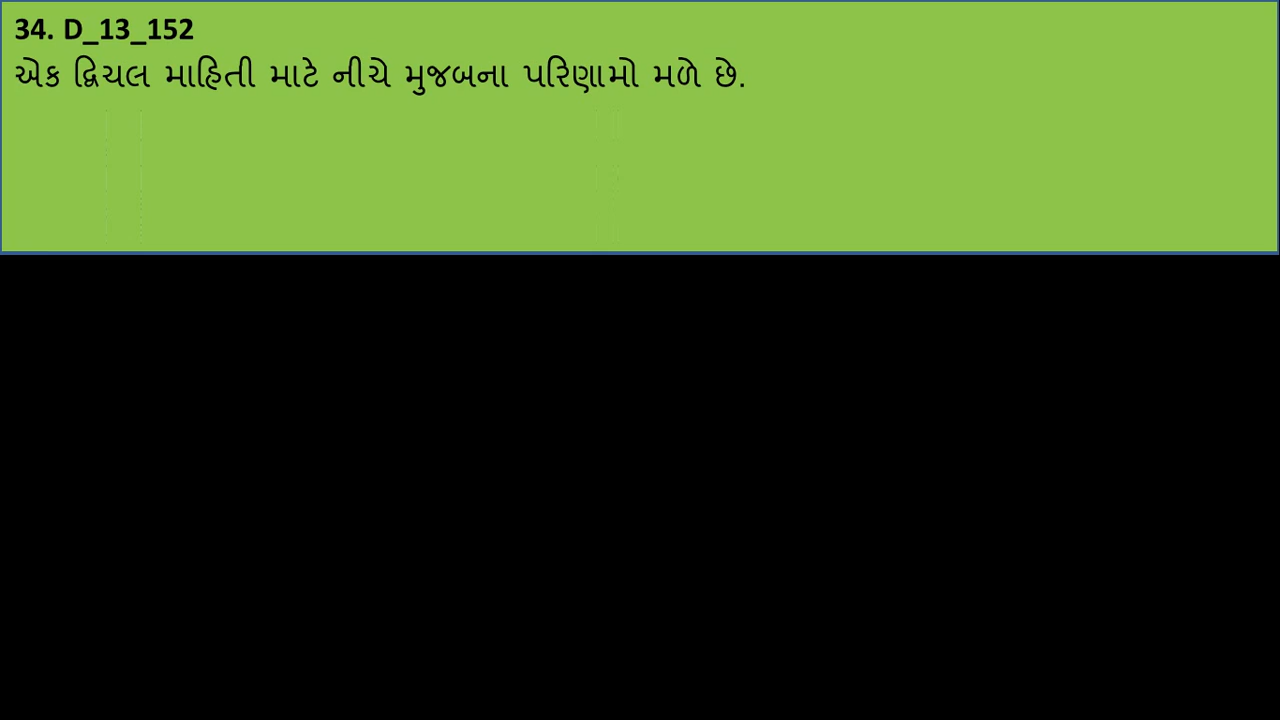 34. D_13_152
એક દ્વિચલ માહિતી માટે નીચે મુજબના પરિણામો મળે છે.